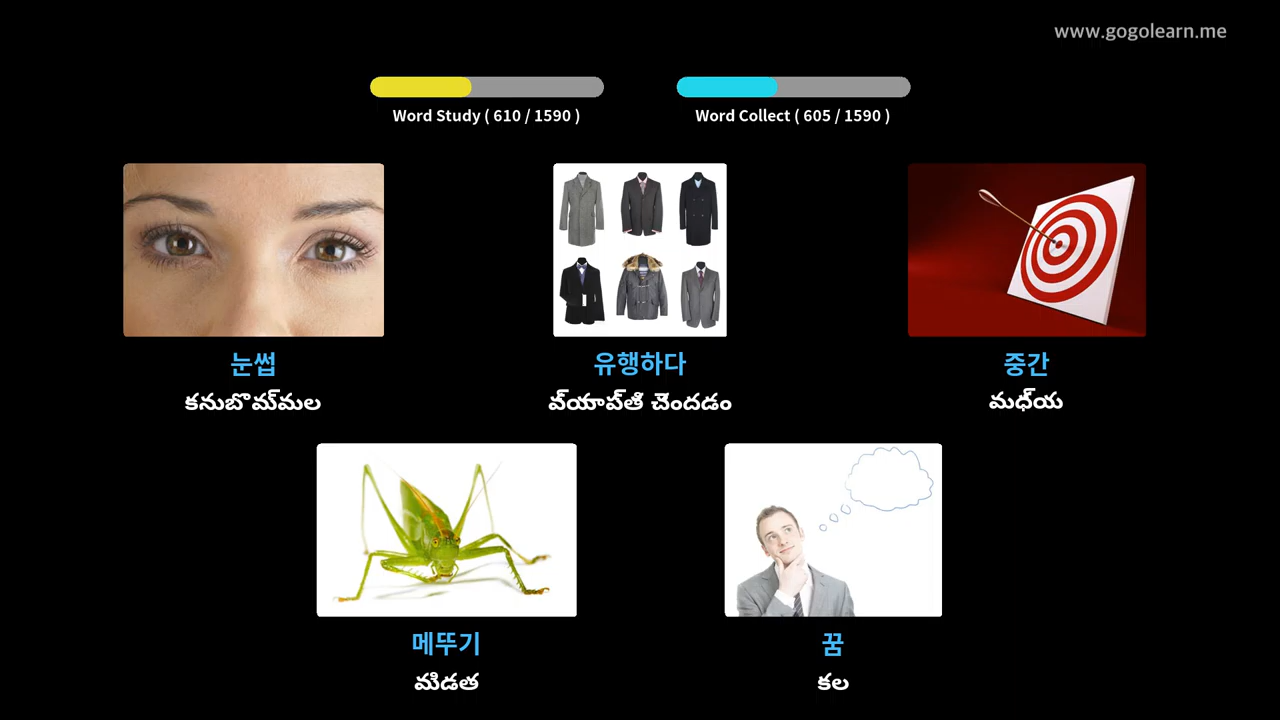 www.gogolearn.me
Word Study ( 610 / 1590 )
Word Collect ( 605 / 1590 )
눈썹
కనుబొమ్మల
유행하다
వ్యాప్తి చెందడం
중간
మధ్య
메뚜기
మిడత
꿈
కల